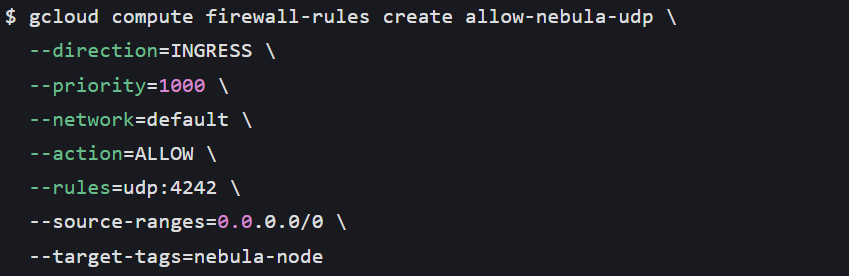 $ gcloud compute firewall-rules create allow-nebula-udp \
--direction=INGRESS \
--priority=1000 \
--network=default \
--action=ALLOW \
--rules=udp:4242 \
--source-ranges=0.0.0.0/0 \
--target-tags=nebula-node